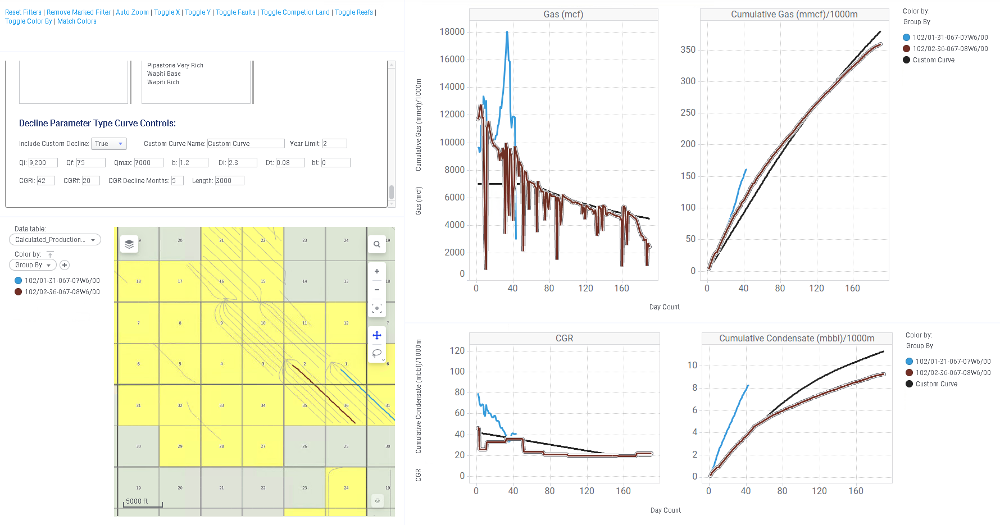 Reset Filters | Remove Marked Filter | Auto Zoom | Toggle X | Toggle Y | Toggle Faults | Toggle Competior Land | Toggle Reefs |
Toggle Color By | Match Colors
Pipestone Very Rich
Wapiti Base
Wapiti Rich
Decline Parameter Type Curve Controls:
Include Custom Decline: True Custom Curve Name: Custom Curve Year Limit: 2
Qi: 9,200 Qf: 75 Qmax: 7000 b: 1.2 Di: 2.3 Dt: 0.08 bt: 0
CGRi: 42 CGRf: 20 CGR Decline Months: 5 Length: 3000
Data table:
Calculated_Production...
Color by:
Group By
102/01-31-067-07W6/00
102/02-36-067-08W6/00
9 20 21 22 23 24 19
18 17 16 15 14 13 18
7 8 9 10 11 12 7
6 5 4 3 2 1 6
31 32 33 34 35 36 31
30 29 28 27 26 25 30
19 20 21 22 23 24 19
5000 ft
Gas (mcf)
18000
16000
14000
12000
10000
8000
6000
4000
2000
0
0 40 80 120 160
Cumulative Gas (mmcf)/1000m
Gas (mcf)
Cumulative Gas (mmcf)/1000m
350
300
250
200
150
100
50
0
0 40 80 120 160
Day Count
Color by:
Group By
102/01-31-067-07W6/00
102/02-36-067-08W6/00
Custom Curve
CGR
120
100
80
60
40
20
0
0 40 80 120 160
Cumulative Condensate (mbbl)/1000m
CGR
Cumulative Condensate (mbbl)/1000m
10
8
6
4
2
0
0 40 80 120 160
Day Count
Color by:
Group By
102/01-31-067-07W6/00
102/02-36-067-08W6/00
Custom Curve